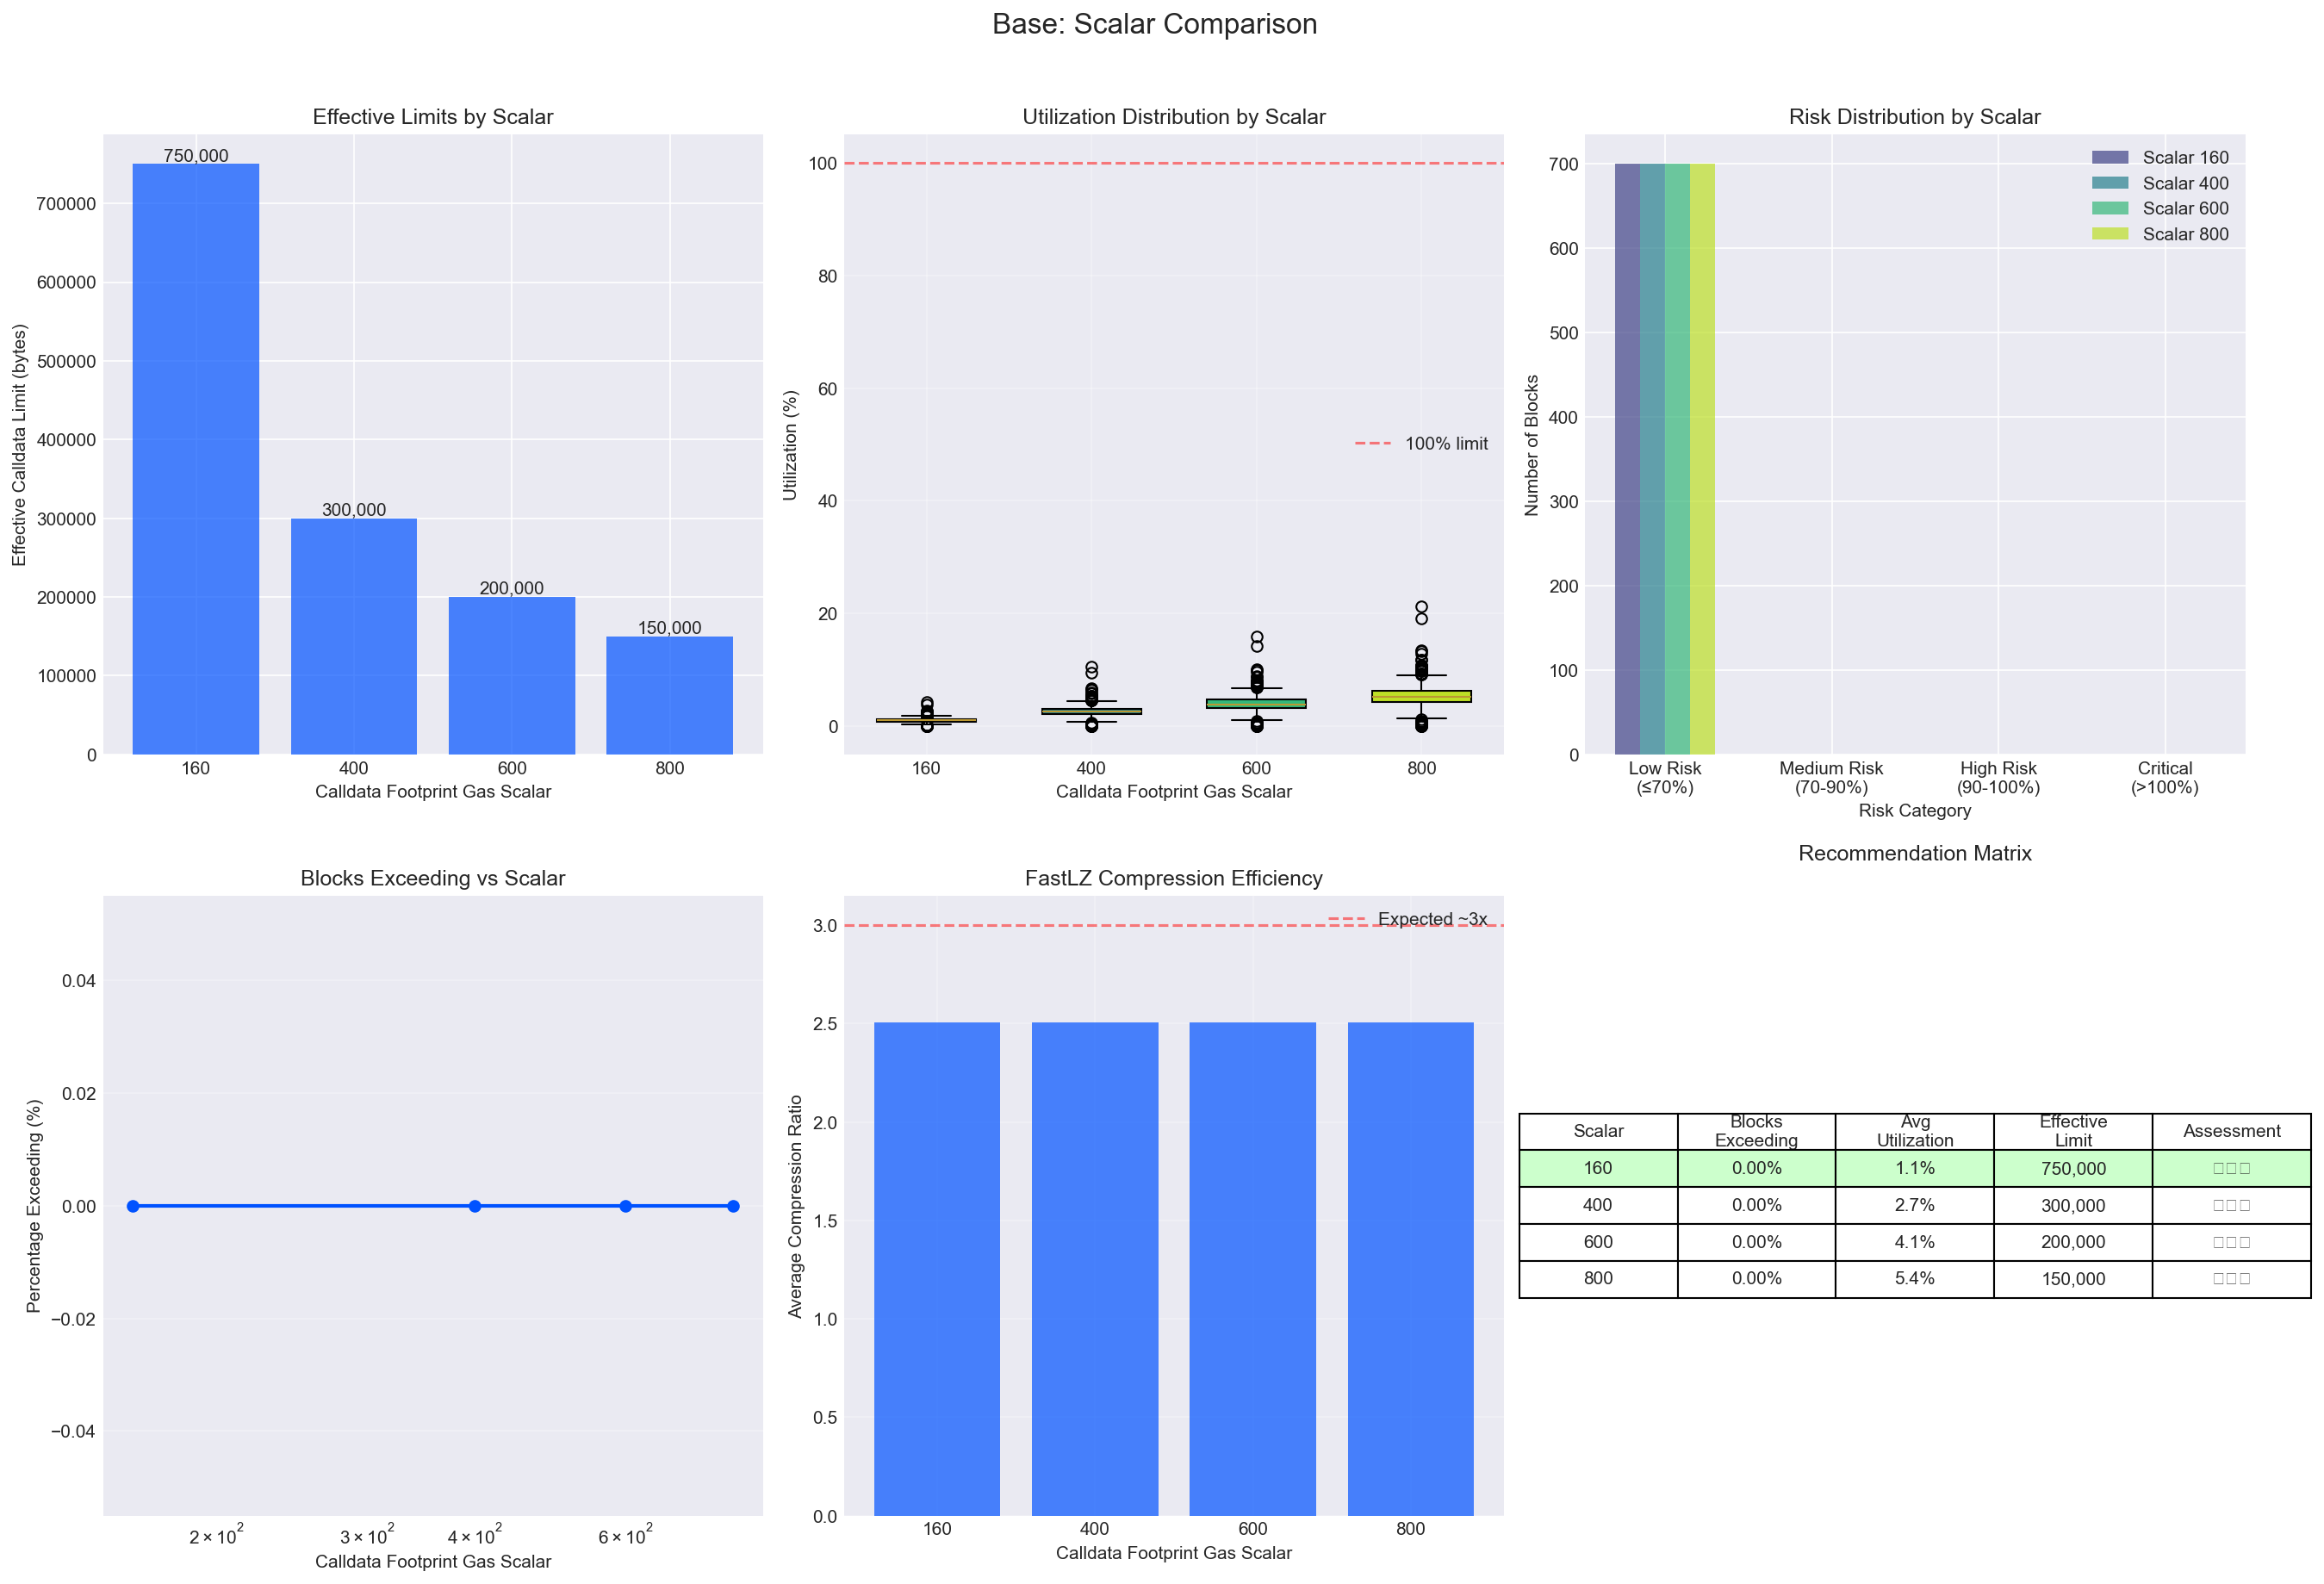 Base: Scalar Comparison
Effective Limits by Scalar
Effective Calldata Limit (bytes)
700000
600000
500000
400000
300000
200000
100000
0
750,000
300,000
200,000
150,000
160 400 600 800
Calldata Footprint Gas Scalar
Utilization Distribution by Scalar
Utilization (%)
100
80
60
40
20
0
100% limit
160 400 600 800
Calldata Footprint Gas Scalar
Risk Distribution by Scalar
Number of Blocks
700
600
500
400
300
200
100
0
Scalar 160
Scalar 400
Scalar 600
Scalar 800
Low Risk Medium Risk High Risk Critical
(≤70%) (70-90%) (90-100%) (>100%)
Risk Category
Blocks Exceeding vs Scalar
Percentage Exceeding (%)
0.04
0.02
0.00
−0.02
−0.04
2 × 10² 3 × 10² 4 × 10² 6 × 10²
Calldata Footprint Gas Scalar
FastLZ Compression Efficiency
Average Compression Ratio
3.0
2.5
2.0
1.5
1.0
0.5
0.0
Expected ~3x
160 400 600 800
Calldata Footprint Gas Scalar
Recommendation Matrix
Scalar Blocks Exceeding Avg Utilization Effective Limit Assessment
160 0.00% 1.1% 750,000
400 0.00% 2.7% 300,000
600 0.00% 4.1% 200,000
800 0.00% 5.4% 150,000